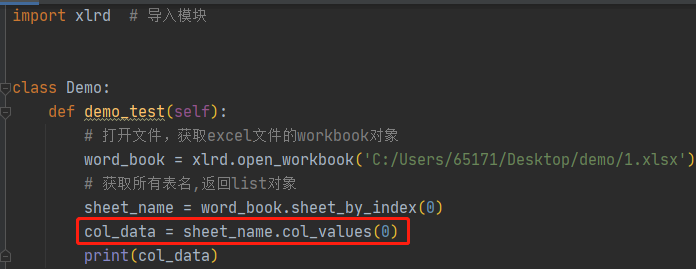 import xlrd  # 导入模块
class Demo:
def demo_test(self):
# 打开文件，获取excel文件的workbook对象
word_book = xlrd.open_workbook('C:/Users/65171/Desktop/demo/1.xlsx')
# 获取所有表名,返回list对象
sheet_name = word_book.sheet_by_index(0)
col_data = sheet_name.col_values(0)
print(col_data)